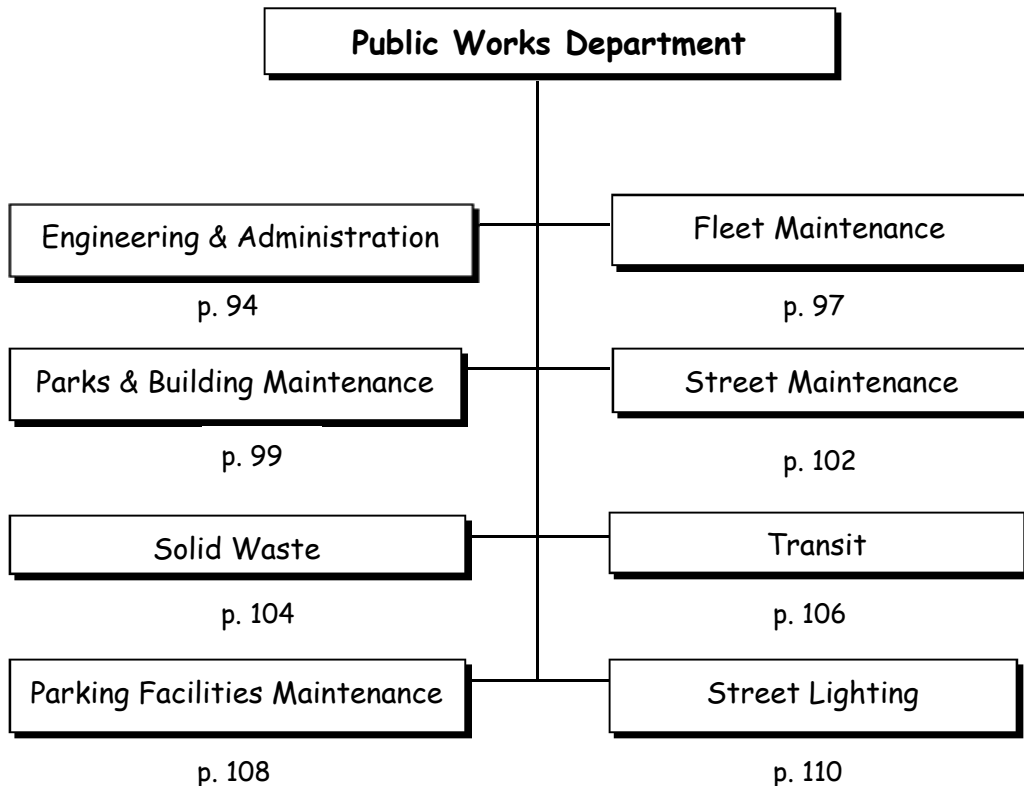 Public Works Department
Engineering & Administration
Fleet Maintenance
p. 94
p. 97
Parks & Building Maintenance
Street Maintenance
p. 99
p. 102
Solid Waste
Transit
p. 104
p. 106
Parking Facilities Maintenance
Street Lighting
p. 108
p. 110